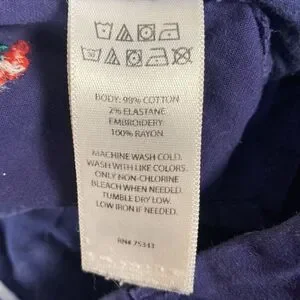 BODY: 98% COTTON
2% ELASTANE
EMBROIDERY:
100% RAYON
MACHINE WASH COLD.
WASH WITH LIKE COLORS.
ONLY NON-CHLORINE
BLEACH WHEN NEEDED.
TUMBLE DRY LOW.
LOW IRON IF NEEDED.
RN# 75343